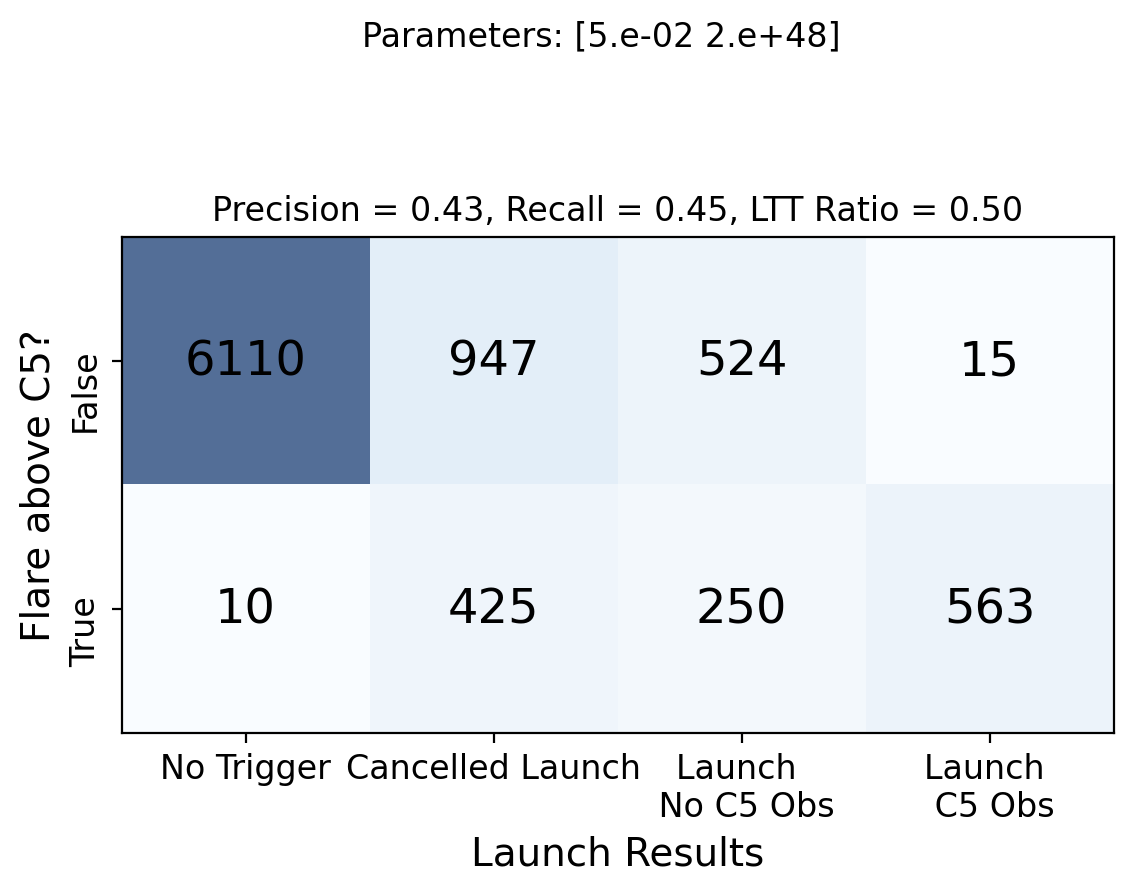 Parameters: [5.e-02 2.e+48]
Precision = 0.43, Recall = 0.45, LTT Ratio = 0.50
Flare above C5?
False
6110 947 524 15
True
10 425 250 563
No Trigger Cancelled Launch Launch Launch
No C5 Obs C5 Obs
Launch Results